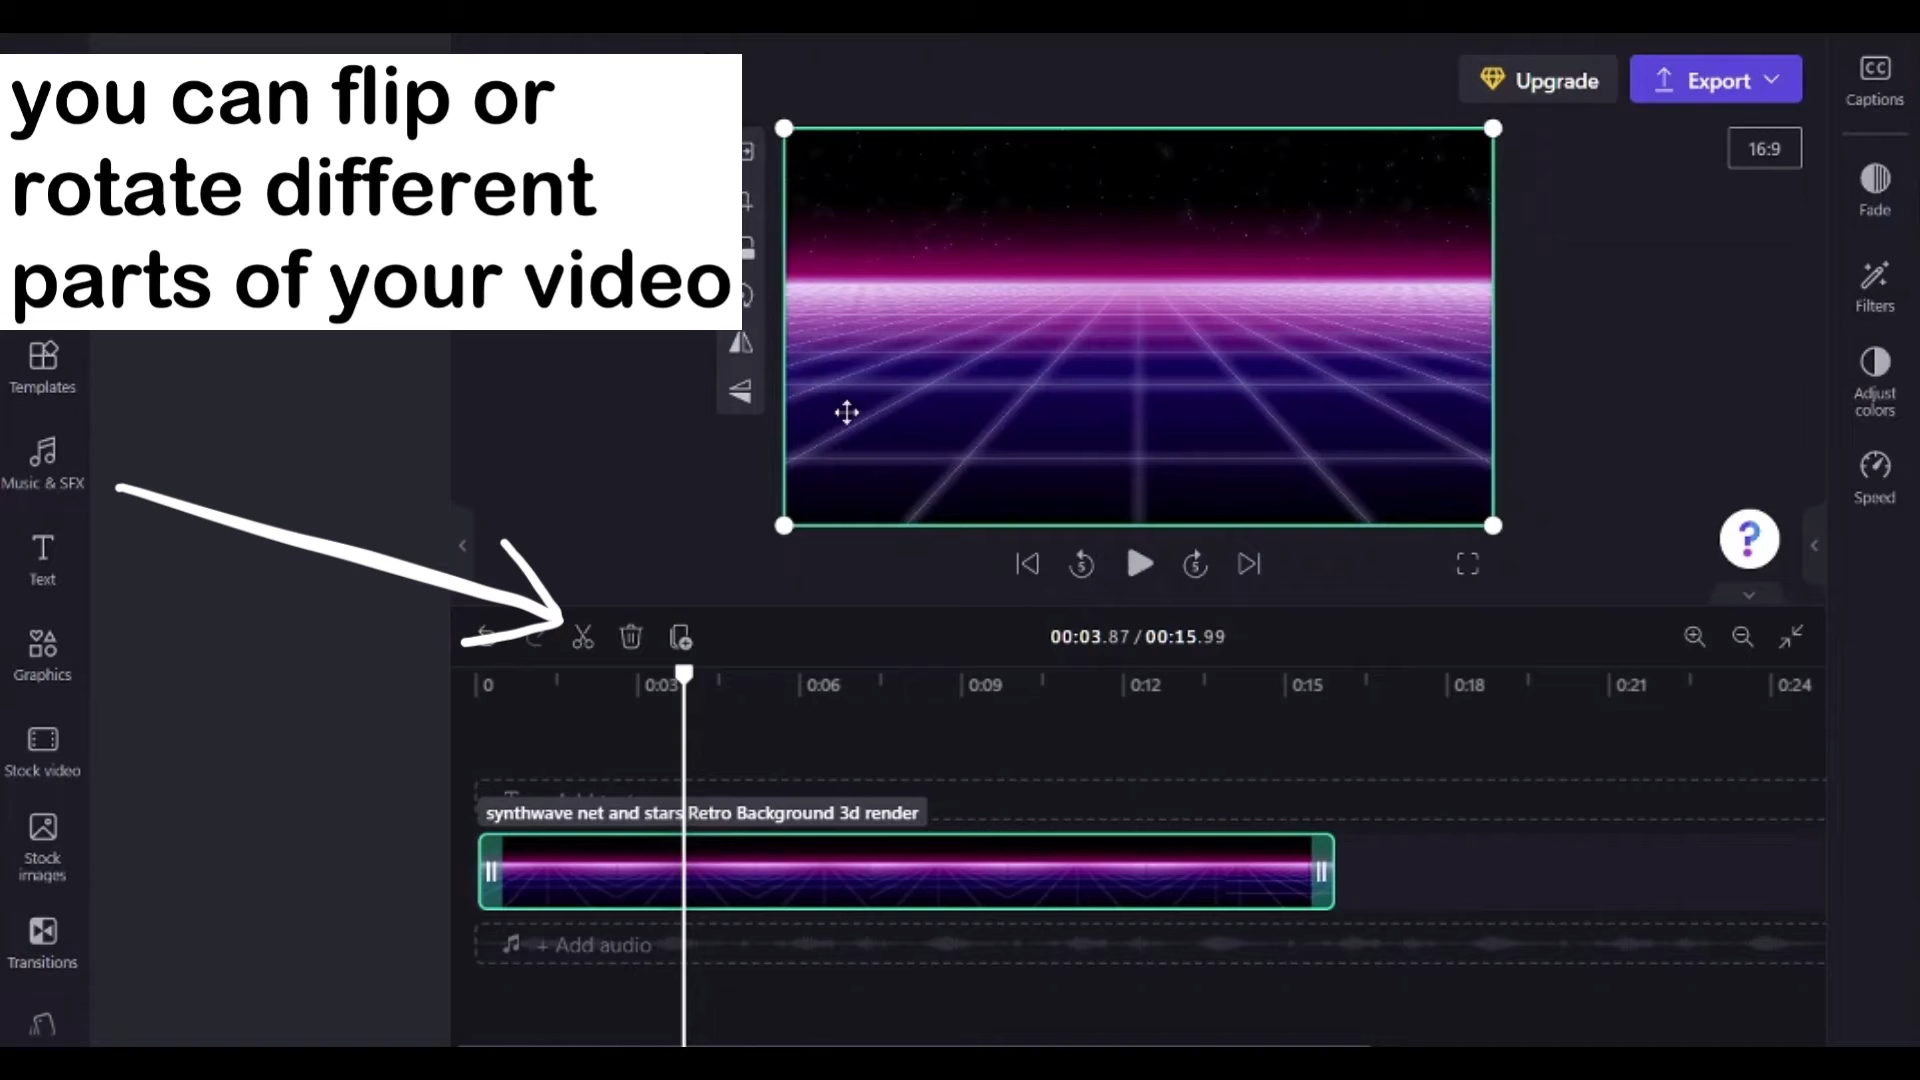 you can flip or
rotate different
parts of your video
Upgrade
Export
CC
Captions
16:9
Fade
Filters
Adjust
colors
Speed
Templates
Music & SFX
T
Text
Graphics
Stock video
Stock
images
Transitions
5
5
?
00:03.87 / 00:15.99
0
0:03
0:06
0:09
0:12
0:15
0:18
0:21
0:24
synthwave net and stars Retro Background 3d render
+ Add audio